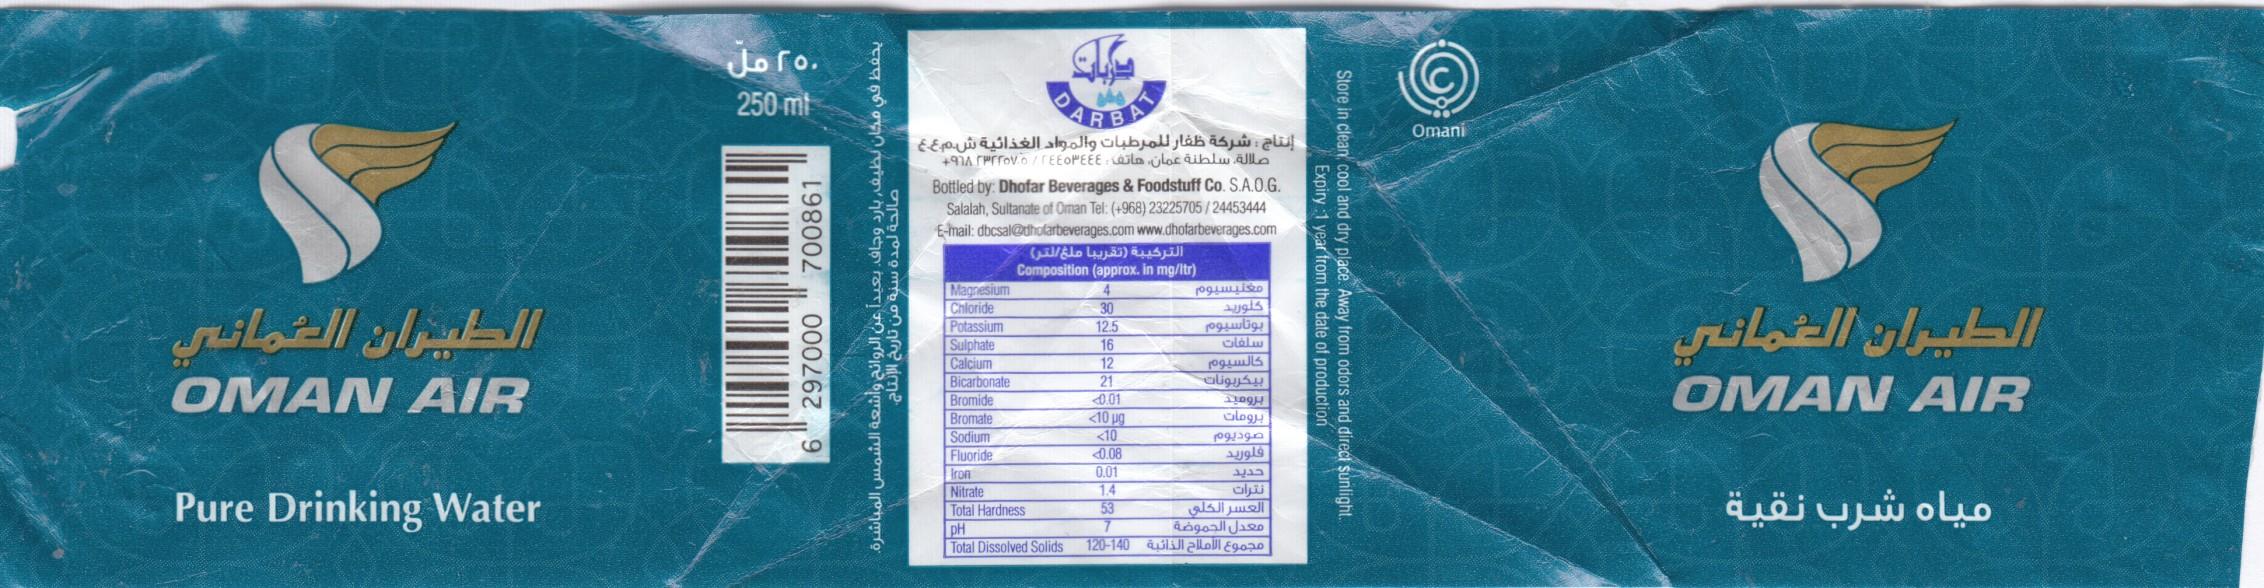 الطيران العُماني
OMAN AIR
Pure Drinking Water
٢٥٠ ملّ
250 ml
6 297000 700861
يحفظ في مكان نظيف، بارد وجاف. بعيداً عن الروائح وأشعة الشمس المباشرة.
صالحة لمدة سنة من تاريخ الإنتاج
دربات
DARBAT
إنتاج : شركة ظفار للمرطبات والمواد الغذائية ش.م.ع.ع
صلالة، سلطنة عمان، هاتف: ٢٤٤٥٣٤٤٤ / ٢٣٢٢٥٧٠٥ ٩٦٨+
Bottled by: Dhofar Beverages & Foodstuff Co. S.A.O.G.
Salalah, Sultanate of Oman Tel: (+968) 23225705 / 24453444
E-mail: dbcsal@dhofarbeverages.com www.dhofarbeverages.com
التركيبة (تقريبا ملغ/لتر)
Composition (approx. in mg/ltr)
Magnesium 4 مغنيسيوم
Chloride 30 كلوريد
Potassium 12.5 بوتاسيوم
Sulphate 16 سلفات
Calcium 12 كالسيوم
Bicarbonate 21 بيكربونات
Bromide <0.01 بروميد
Bromate <10 µg برومات
Sodium <10 صوديوم
Fluoride <0.08 فلوريد
Iron 0.01 حديد
Nitrate 1.4 نترات
Total Hardness 53 العسر الكلي
pH 7 معدل الحموضة
Total Dissolved Solids 120-140 مجموع الأملاح الذائبة
Store in clean, cool and dry place. Away from odors and direct sunlight.
Expiry :1 year from the date of production
Omani
الطيران العُماني
OMAN AIR
مياه شرب نقية